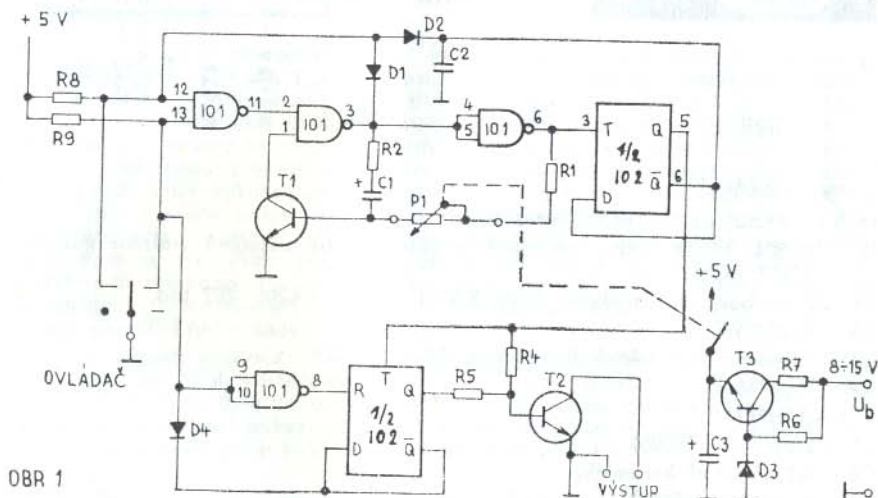 + 5 V
D2
C2
R8
D1
12
11
2
3
4
6
3
T
Q
5
13
101
1
101
5
101
1/2
R9
R2
R1
102
Q̅
6
+
C1
D
T1
P1
+5 V
OVLÁDAČ
R4
T3
R7
8÷15 V
9
T
T2
10
101
8
R
Q
R5
U_b
1/2
R6
D4
102
+
C3
D
Q̅
D3
OBR 1
VÝSTUP